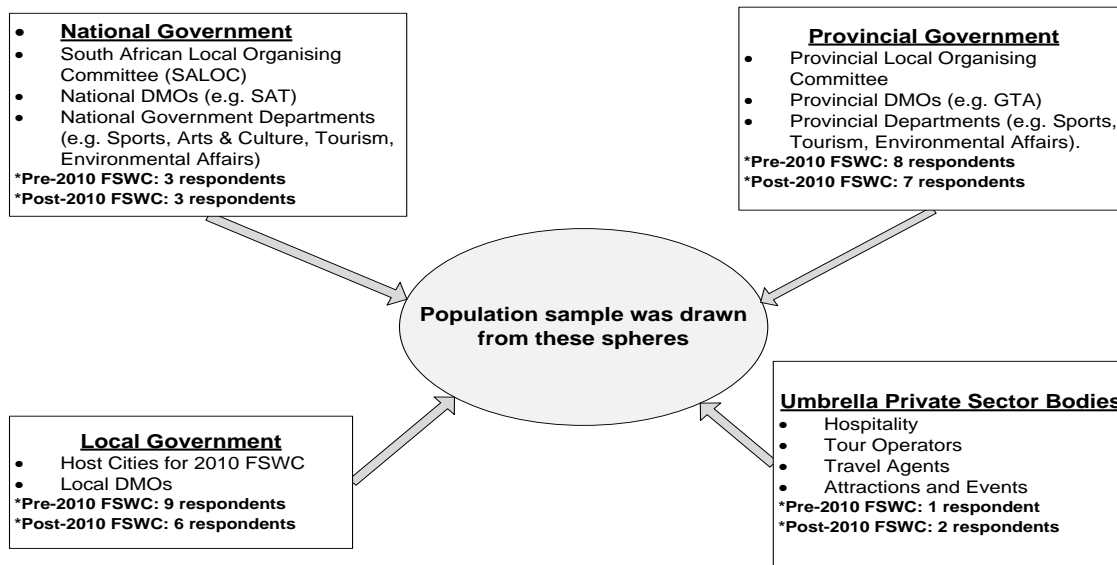 • National Government
• South African Local Organising
Committee (SALOC)
• National DMOs (e.g. SAT)
• National Government Departments
(e.g. Sports, Arts & Culture, Tourism,
Environmental Affairs)
*Pre-2010 FSWC: 3 respondents
*Post-2010 FSWC: 3 respondents
Provincial Government
• Provincial Local Organising
Committee
• Provincial DMOs (e.g. GTA)
• Provincial Departments (e.g. Sports,
Tourism, Environmental Affairs).
*Pre-2010 FSWC: 8 respondents
*Post-2010 FSWC: 7 respondents
Population sample was drawn
from these spheres
Local Government
• Host Cities for 2010 FSWC
• Local DMOs
*Pre-2010 FSWC: 9 respondents
*Post-2010 FSWC: 6 respondents
Umbrella Private Sector Bodies
• Hospitality
• Tour Operators
• Travel Agents
• Attractions and Events
*Pre-2010 FSWC: 1 respondent
*Post-2010 FSWC: 2 respondents